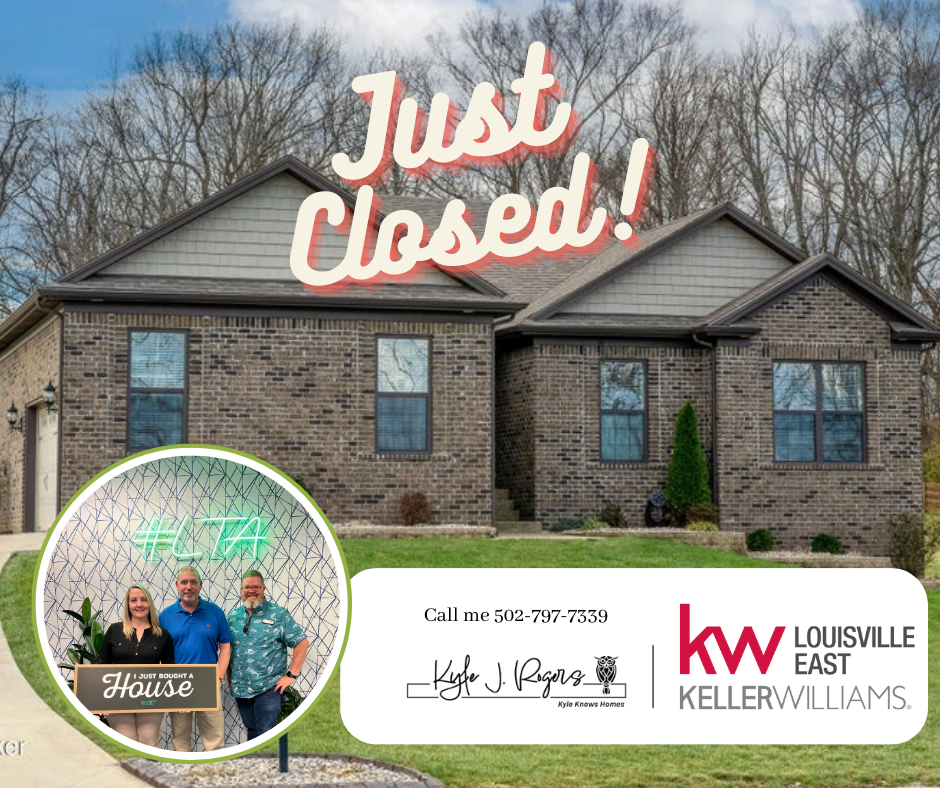 Just
Closed!
#LTA
I JUST BOUGHT A
House
Call me 502-797-7339
Kyle J. Rogers
Kyle Knows Homes
kw LOUISVILLE
EAST
KELLERWILLIAMS®